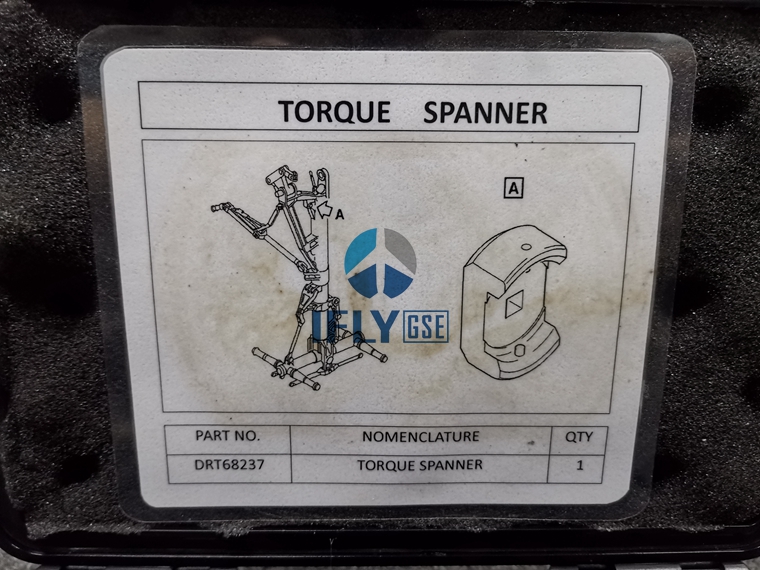 TORQUE SPANNER
A
A
IFLY GSE
PART NO. NOMENCLATURE QTY
DRT68237 TORQUE SPANNER 1